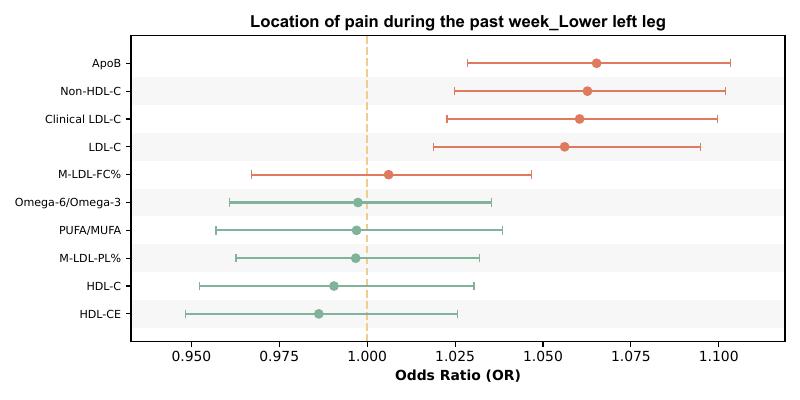 Location of pain during the past week_Lower left leg
ApoB
Non-HDL-C
Clinical LDL-C
LDL-C
M-LDL-FC%
Omega-6/Omega-3
PUFA/MUFA
M-LDL-PL%
HDL-C
HDL-CE
0.950 0.975 1.000 1.025 1.050 1.075 1.100
Odds Ratio (OR)